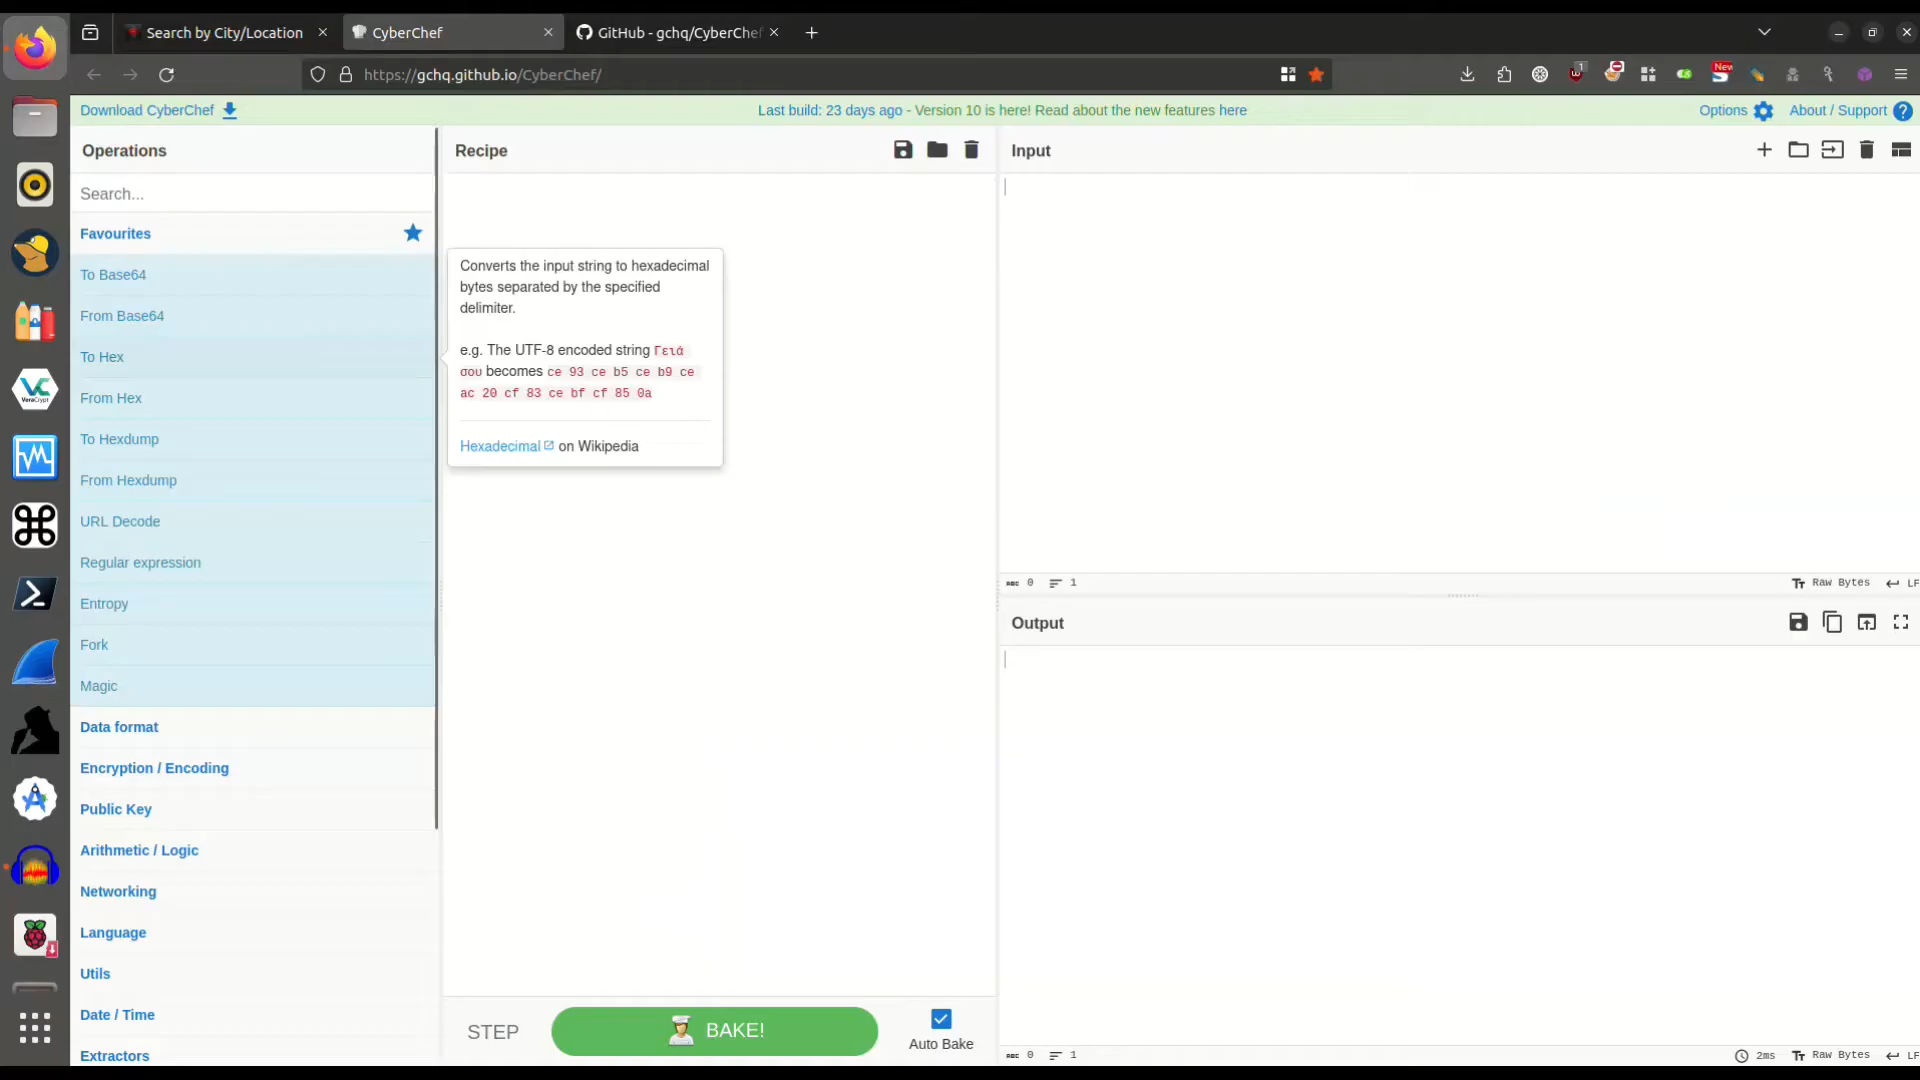 Search by City/Location
CyberChef
GitHub - gchq/CyberChef
https://gchq.github.io/CyberChef/
1
New
Download CyberChef
Last build: 23 days ago - Version 10 is here! Read about the new features here
Options
About / Support
Operations
Recipe
Input
Search...
Favourites
To Base64
From Base64
To Hex
From Hex
To Hexdump
From Hexdump
URL Decode
Regular expression
Entropy
Fork
Magic
Data format
Encryption / Encoding
Public Key
Arithmetic / Logic
Networking
Language
Utils
Date / Time
Extractors
Converts the input string to hexadecimal
bytes separated by the specified
delimiter.
e.g. The UTF-8 encoded string Γειά
σου becomes ce 93 ce b5 ce b9 ce
ac 20 cf 83 ce bf cf 85 0a
Hexadecimal on Wikipedia
ABC 0 1
Raw Bytes LF
Output
STEP
BAKE!
Auto Bake
ABC 0 1
2ms Raw Bytes LF
VeraCrypt